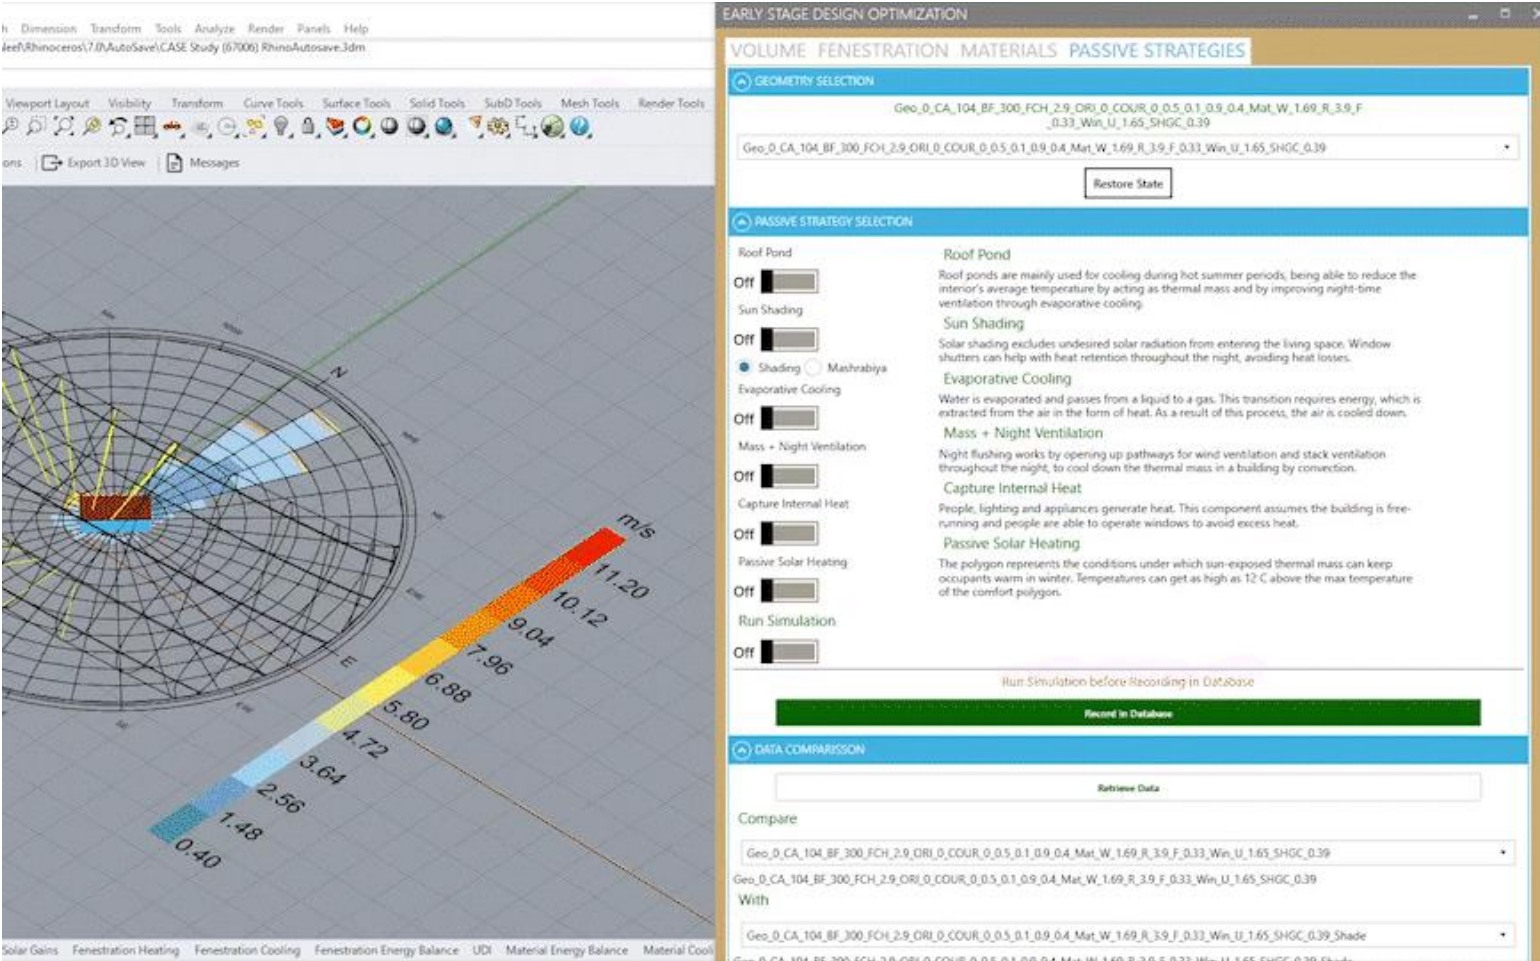 Dimension Transform Tools Analyze Render Panels Help
\Rhinoceros\7.0\AutoSave\CASE Study (67006) RhinoAutosave.3dm
Viewport Layout Visibility Transform Curve Tools Surface Tools Solid Tools SubD Tools Mesh Tools Render Tools
ons Export 3D View Messages
N
E
m/s
11.20
10.12
9.04
7.96
6.88
5.80
4.72
3.64
2.56
1.48
0.40
Solar Gains Fenestration Heating Fenestration Cooling Fenestration Energy Balance UDI Material Energy Balance Material Cooli
EARLY STAGE DESIGN OPTIMIZATION
VOLUME FENESTRATION MATERIALS PASSIVE STRATEGIES
GEOMETRY SELECTION
Geo_0_CA_104_BF_300_FCH_2.9_ORI_0_COUR_0_0.5_0.1_0.9_0.4_Mat_W_1.69_R_3.9_F
_0.33_Win_U_1.65_SHGC_0.39
Geo_0_CA_104_BF_300_FCH_2.9_ORI_0_COUR_0_0.5_0.1_0.9_0.4_Mat_W_1.69_R_3.9_F_0.33_Win_U_1.65_SHGC_0.39
Restore State
PASSIVE STRATEGY SELECTION
Roof Pond
Off
Sun Shading
Off
Shading Mashrabiya
Evaporative Cooling
Off
Mass + Night Ventilation
Off
Capture Internal Heat
Off
Passive Solar Heating
Off
Run Simulation
Off
Roof Pond
Roof ponds are mainly used for cooling during hot summer periods, being able to reduce the
interior's average temperature by acting as thermal mass and by improving night-time
ventilation through evaporative cooling.
Sun Shading
Solar shading excludes undesired solar radiation from entering the living space. Window
shutters can help with heat retention throughout the night, avoiding heat losses.
Evaporative Cooling
Water is evaporated and passes from a liquid to a gas. This transition requires energy, which is
extracted from the air in the form of heat. As a result of this process, the air is cooled down.
Mass + Night Ventilation
Night flushing works by opening up pathways for wind ventilation and stack ventilation
throughout the night, to cool down the thermal mass in a building by convection.
Capture Internal Heat
People, lighting and appliances generate heat. This component assumes the building is free-
running and people are able to operate windows to avoid excess heat.
Passive Solar Heating
The polygon represents the conditions under which sun-exposed thermal mass can keep
occupants warm in winter. Temperatures can get as high as 12 C above the max temperature
of the comfort polygon.
Run Simulation before Recording in Database
Record in Database
DATA COMPARISSON
Retrieve Data
Compare
Geo_0_CA_104_BF_300_FCH_2.9_ORI_0_COUR_0_0.5_0.1_0.9_0.4_Mat_W_1.69_R_3.9_F_0.33_Win_U_1.65_SHGC_0.39
Geo_0_CA_104_BF_300_FCH_2.9_ORI_0_COUR_0_0.5_0.1_0.9_0.4_Mat_W_1.69_R_3.9_F_0.33_Win_U_1.65_SHGC_0.39
With
Geo_0_CA_104_BF_300_FCH_2.9_ORI_0_COUR_0_0.5_0.1_0.9_0.4_Mat_W_1.69_R_3.9_F_0.33_Win_U_1.65_SHGC_0.39_Shade